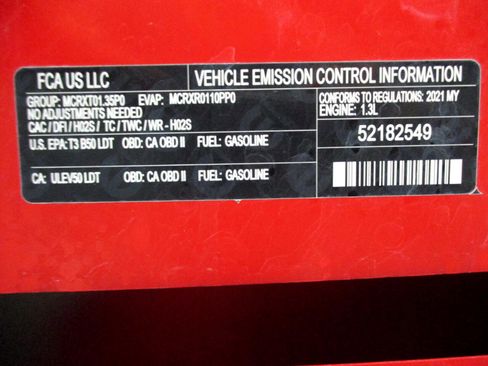 FCA US LLC
VEHICLE EMISSION CONTROL INFORMATION
GROUP: MCRXT01.35P0 EVAP: MCRXR0110PP0
NO ADJUSTMENTS NEEDED
CAC / DFI / H02S / TC / TWC / WR - H02S
CONFORMS TO REGULATIONS: 2021 MY
ENGINE: 1.3L
U.S. EPA: T3 B50 LDT OBD: CA OBD II FUEL: GASOLINE
52182549
CA: ULEV50 LDT OBD: CA OBD II FUEL: GASOLINE